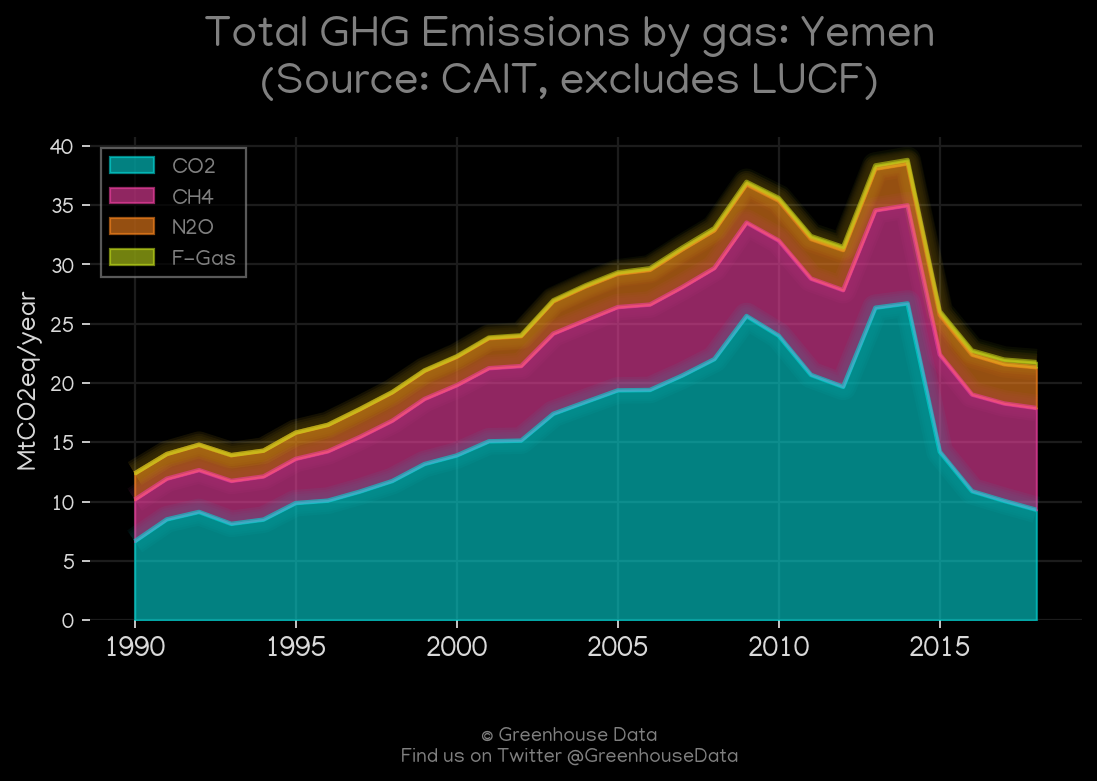 Total GHG Emissions by gas: Yemen
(Source: CAIT, excludes LUCF)
40
35
30
25
20
15
10
5
0
MtCO2eq/year
CO2
CH4
N2O
F-Gas
1990 1995 2000 2005 2010 2015
© Greenhouse Data
Find us on Twitter @GreenhouseData